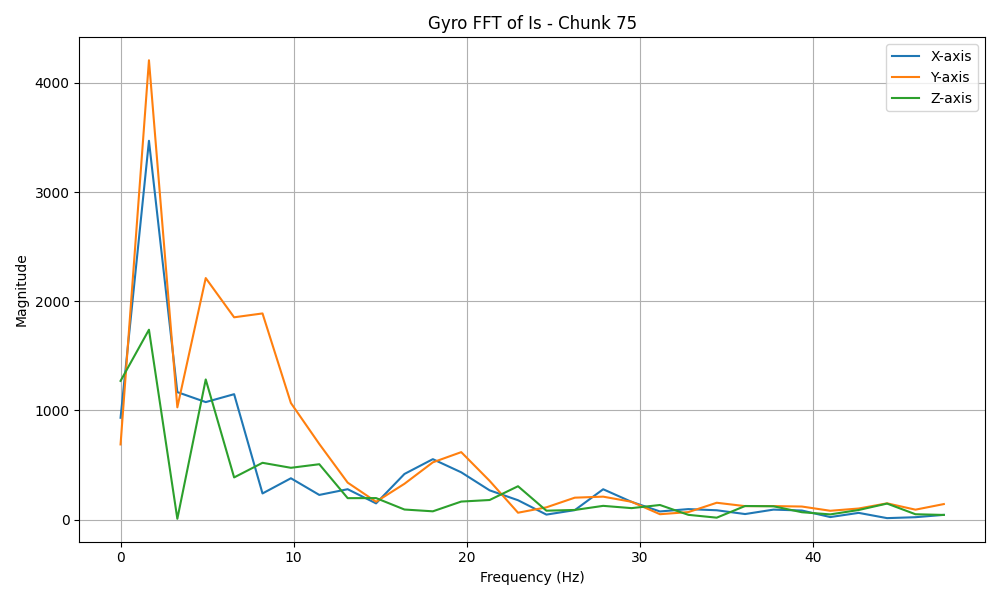 Gyro FFT of Is - Chunk 75
X-axis
Y-axis
Z-axis
4000
3000
2000
1000
0
Magnitude
0 10 20 30 40
Frequency (Hz)